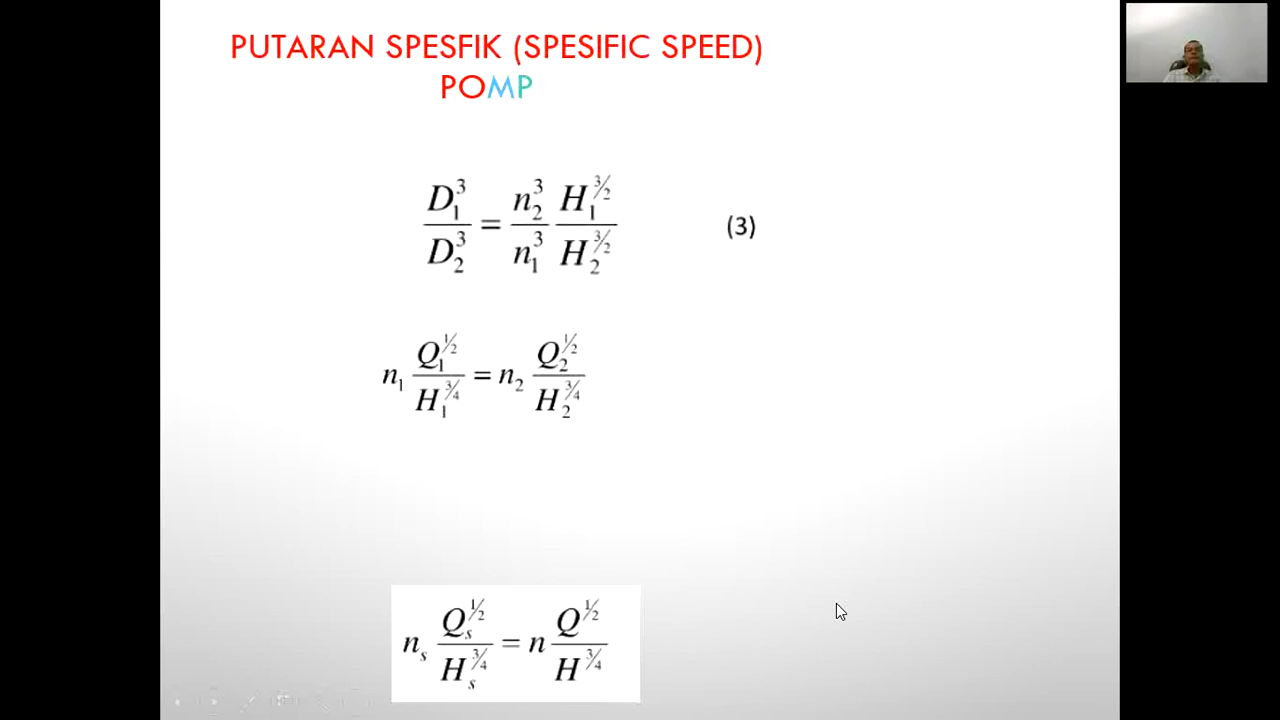 PUTARAN SPESFIK (SPESIFIC SPEED)
POMP
D₁³/D₂³ = n₂³/n₁³ H₁^(3/2)/H₂^(3/2) (3)
n₁ Q₁^(1/2)/H₁^(3/4) = n₂ Q₂^(1/2)/H₂^(3/4)
nₛ Qₛ^(1/2)/Hₛ^(3/4) = n Q^(1/2)/H^(3/4)